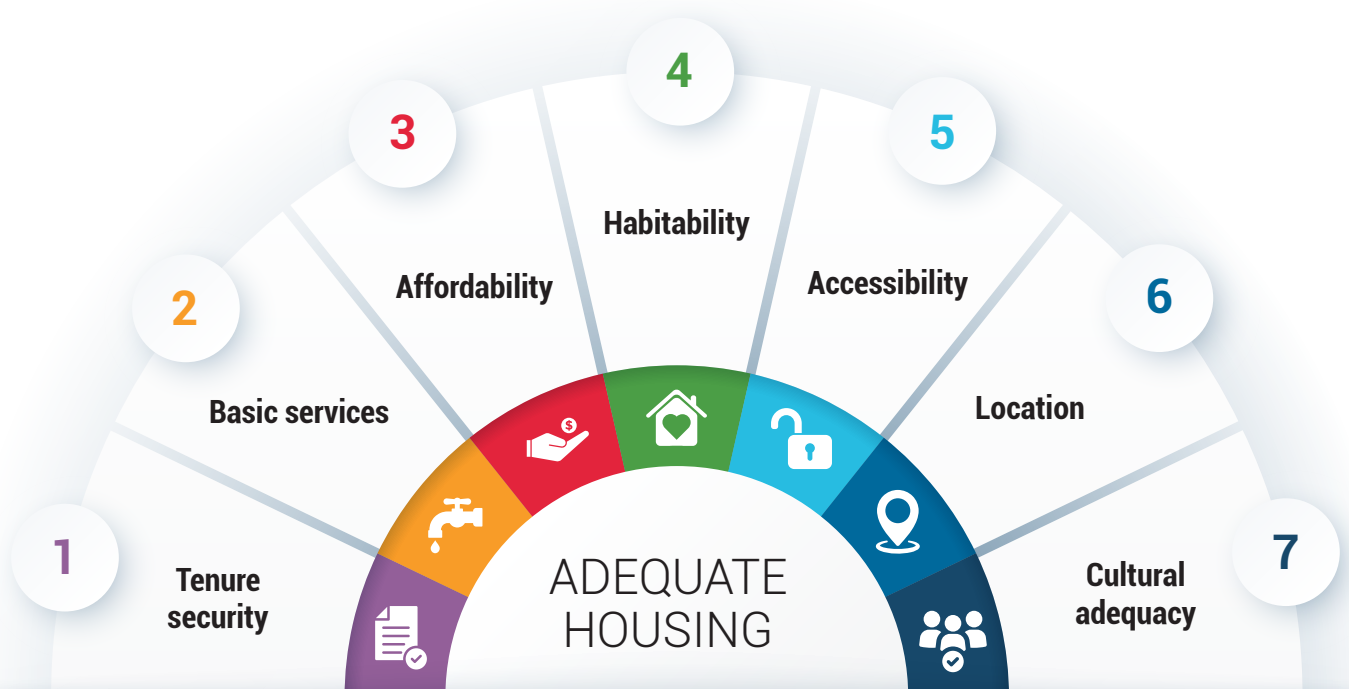 1
Tenure
security
2
Basic services
3
Affordability
4
Habitability
5
Accessibility
6
Location
7
Cultural
adequacy
$
ADEQUATE
HOUSING